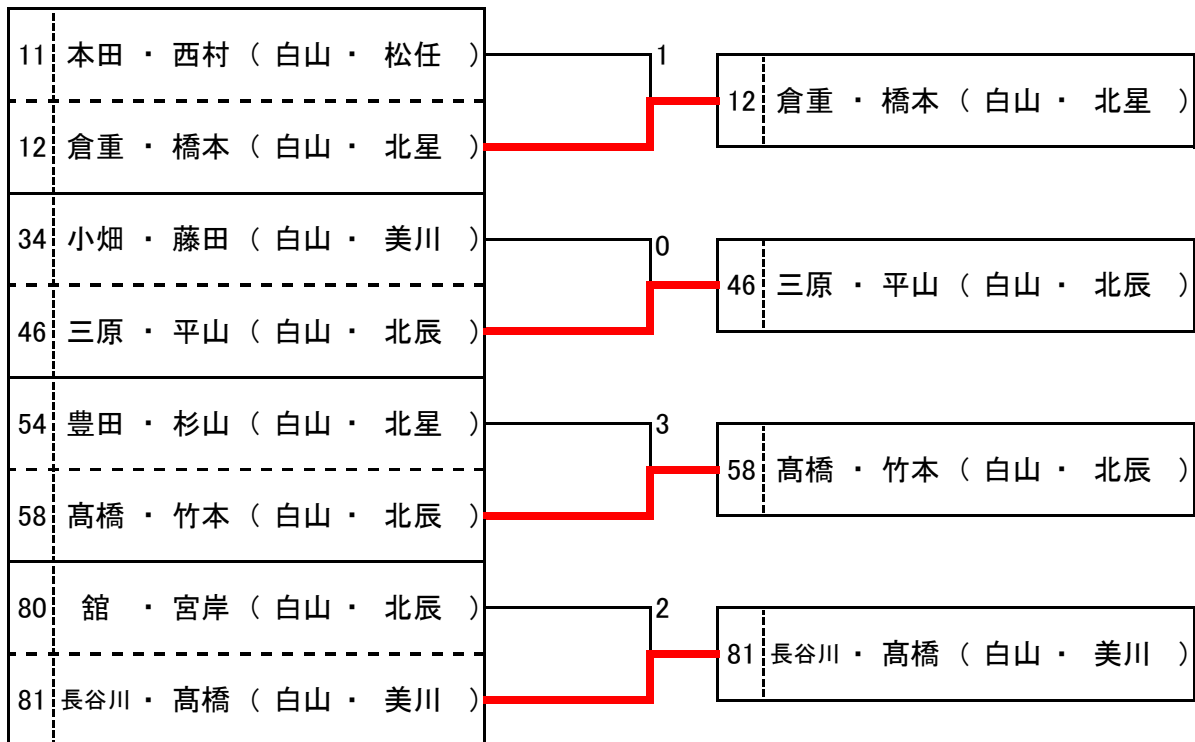 11 本田 ・ 西村 ( 白山 ・ 松任 )
1
12 倉重 ・ 橋本 ( 白山 ・ 北星 )
12 倉重 ・ 橋本 ( 白山 ・ 北星 )
34 小畑 ・ 藤田 ( 白山 ・ 美川 )
0
46 三原 ・ 平山 ( 白山 ・ 北辰 )
46 三原 ・ 平山 ( 白山 ・ 北辰 )
54 豊田 ・ 杉山 ( 白山 ・ 北星 )
3
58 髙橋 ・ 竹本 ( 白山 ・ 北辰 )
58 髙橋 ・ 竹本 ( 白山 ・ 北辰 )
80 舘 ・ 宮岸 ( 白山 ・ 北辰 )
2
81 長谷川 ・ 髙橋 ( 白山 ・ 美川 )
81 長谷川 ・ 髙橋 ( 白山 ・ 美川 )